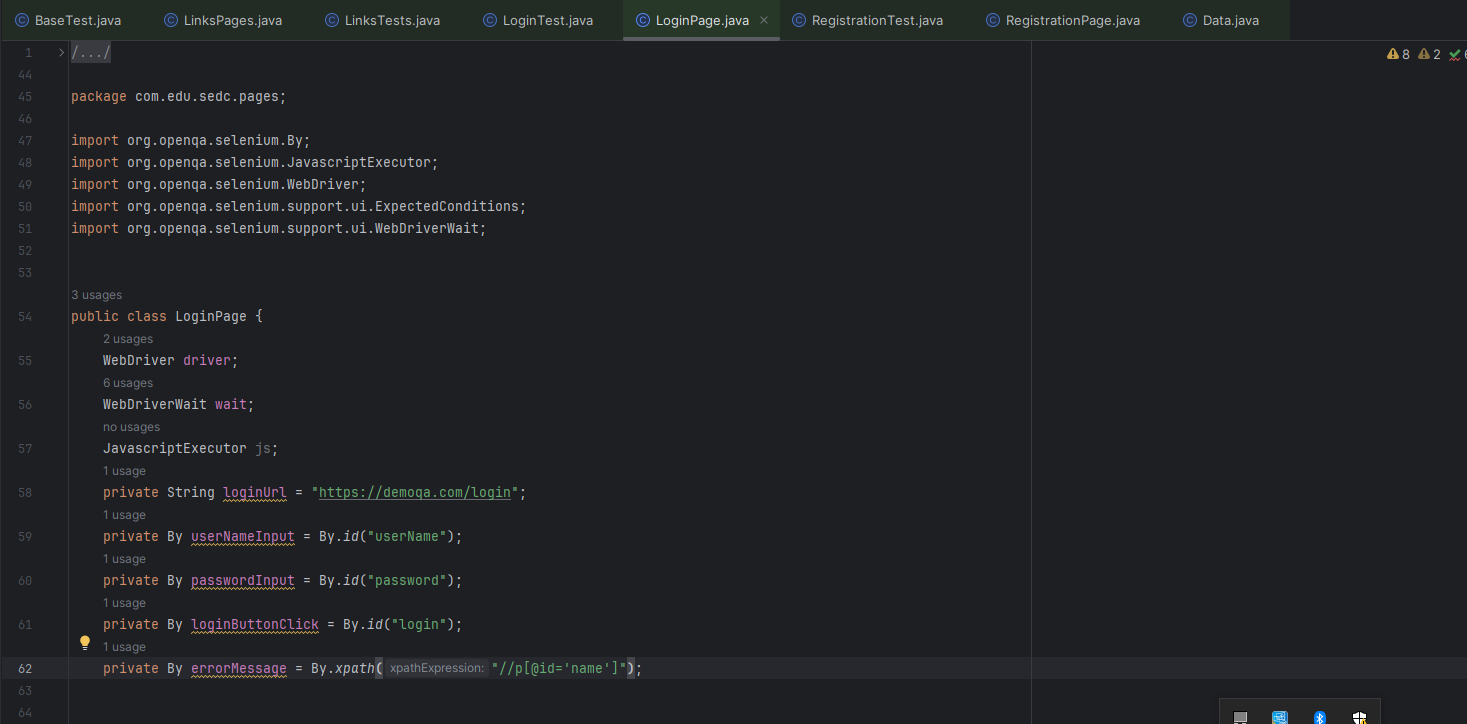 BaseTest.java LinksPages.java LinksTests.java LoginTest.java LoginPage.java RegistrationTest.java RegistrationPage.java Data.java
1 /.../ 8 2
44
45 package com.edu.sedc.pages;
46
47 import org.openqa.selenium.By;
48 import org.openqa.selenium.JavascriptExecutor;
49 import org.openqa.selenium.WebDriver;
50 import org.openqa.selenium.support.ui.ExpectedConditions;
51 import org.openqa.selenium.support.ui.WebDriverWait;
52
53
3 usages
54 public class LoginPage {
2 usages
55 WebDriver driver;
6 usages
56 WebDriverWait wait;
no usages
57 JavascriptExecutor js;
1 usage
58 private String loginUrl = "https://demoqa.com/login";
1 usage
59 private By userNameInput = By.id("userName");
1 usage
60 private By passwordInput = By.id("password");
1 usage
61 private By loginButtonClick = By.id("login");
1 usage
62 private By errorMessage = By.xpath( xpathExpression: "//p[@id='name']");
63
64